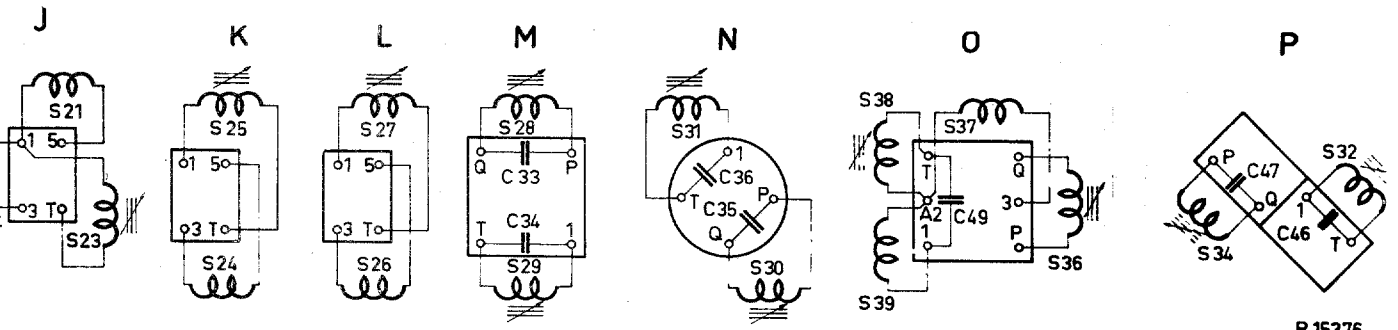 J K L M N O P
S21
1 5
3 T
S23
S25
1 5
3 T
S24
S27
1 5
3 T
S26
S28
Q P
C33
C34
T 1
S29
S31
1
C36
T P
C35
Q
S30
S38
S37
T Q
A2 C49 3
1 P
S39
S36
P C47 S32
Q 1
C46
S34 T
R.15376